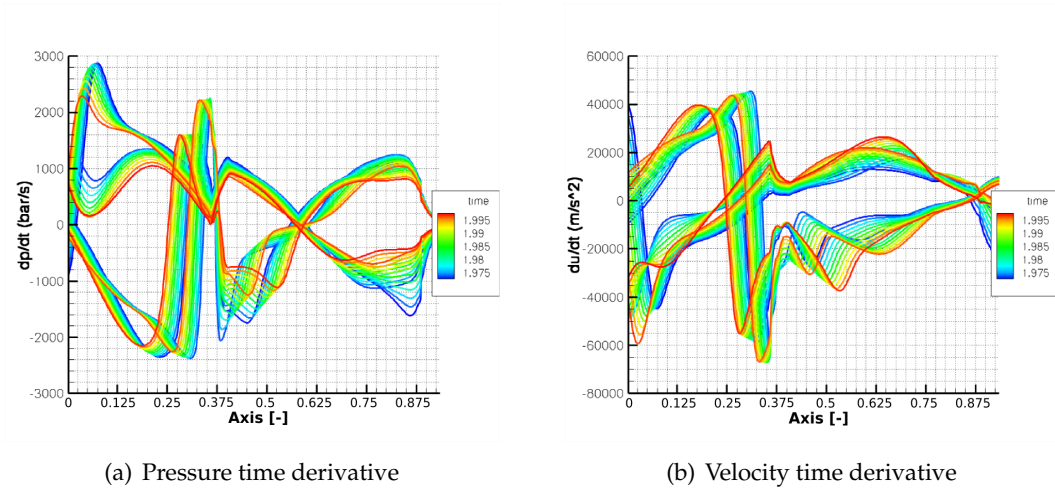 3000
2000
1000
0
-1000
-2000
-3000
dp/dt (bar/s)
0 0.125 0.25 0.375 0.5 0.625 0.75 0.875
Axis [-]
time
1.995
1.99
1.985
1.98
1.975
60000
40000
20000
0
-20000
-40000
-60000
-80000
du/dt (m/s^2)
0 0.125 0.25 0.375 0.5 0.625 0.75 0.875
Axis [-]
time
1.995
1.99
1.985
1.98
1.975
(a) Pressure time derivative
(b) Velocity time derivative